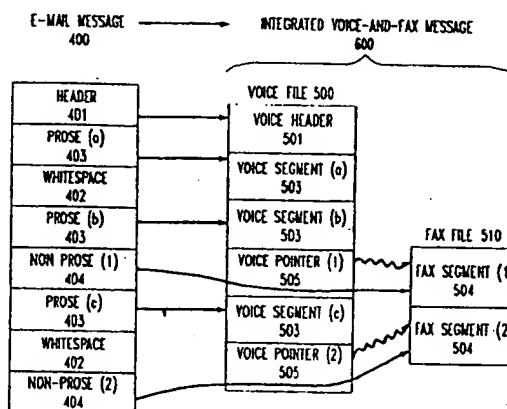 E-MAIL MESSAGE
400
INTEGRATED VOICE-AND-FAX MESSAGE
600
HEADER
401
PROSE (a)
403
WHITESPACE
402
PROSE (b)
403
NON PROSE (1)
404
PROSE (c)
403
WHITESPACE
402
NON-PROSE (2)
404
VOICE FILE 500
VOICE HEADER
501
VOICE SEGMENT (a)
503
VOICE SEGMENT (b)
503
VOICE POINTER (1)
505
VOICE SEGMENT (c)
503
VOICE POINTER (2)
505
FAX FILE 510
FAX SEGMENT (1
504
FAX SEGMENT (2
504